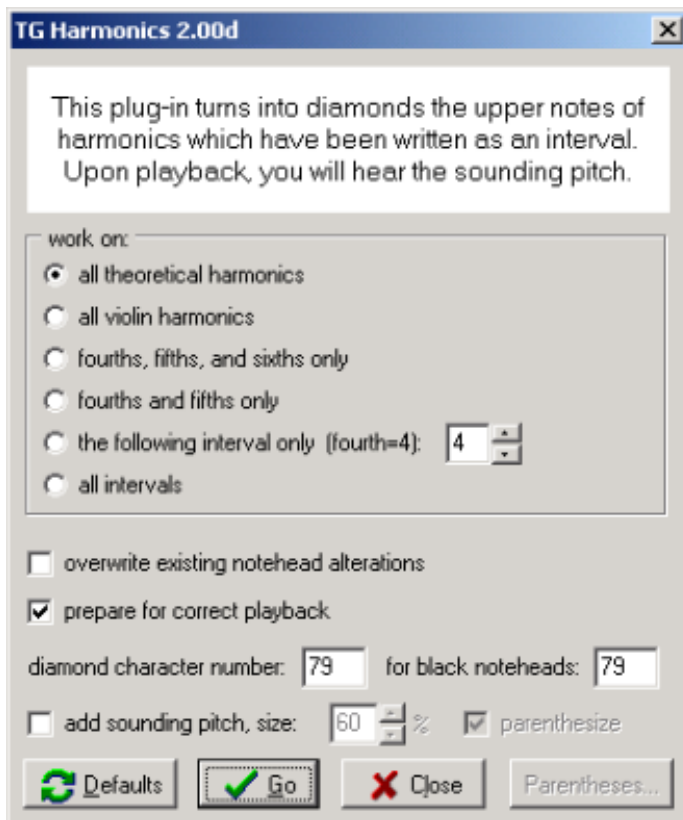 TG Harmonics 2.00d
This plug-in turns into diamonds the upper notes of
harmonics which have been written as an interval.
Upon playback, you will hear the sounding pitch.
work on:
all theoretical harmonics
all violin harmonics
fourths, fifths, and sixths only
fourths and fifths only
the following interval only (fourth=4): 4
all intervals
overwrite existing notehead alterations
prepare for correct playback
diamond character number: 79 for black noteheads: 79
add sounding pitch, size: 60 % parenthesize
Defaults Go Close Parentheses...